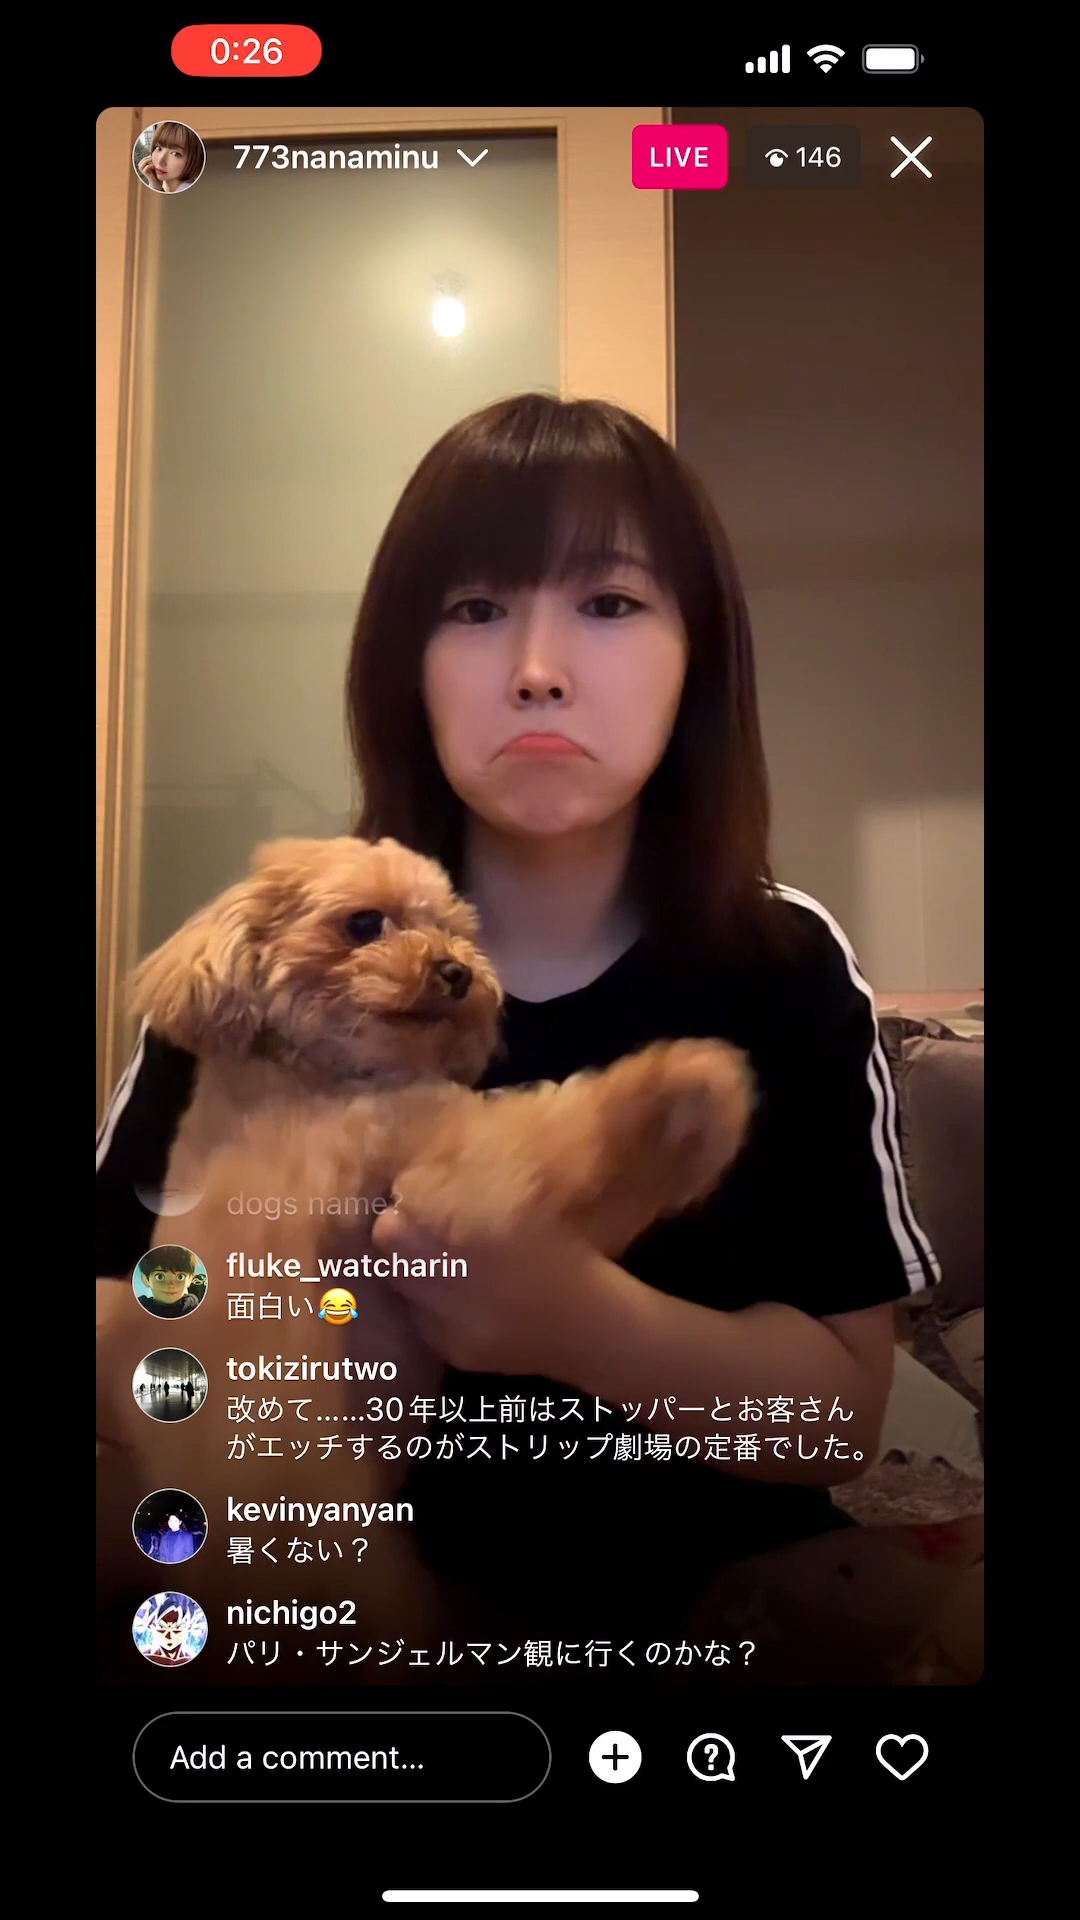 0:26
773nanaminu
LIVE
146
dogs name?
fluke_watcharin
面白い😂
tokizirutwo
改めて……30年以上前はストッパーとお客さん
がエッチするのがストリップ劇場の定番でした。
kevinyanyan
暑くない？
nichigo2
パリ・サンジェルマン観に行くのかな？
Add a comment...